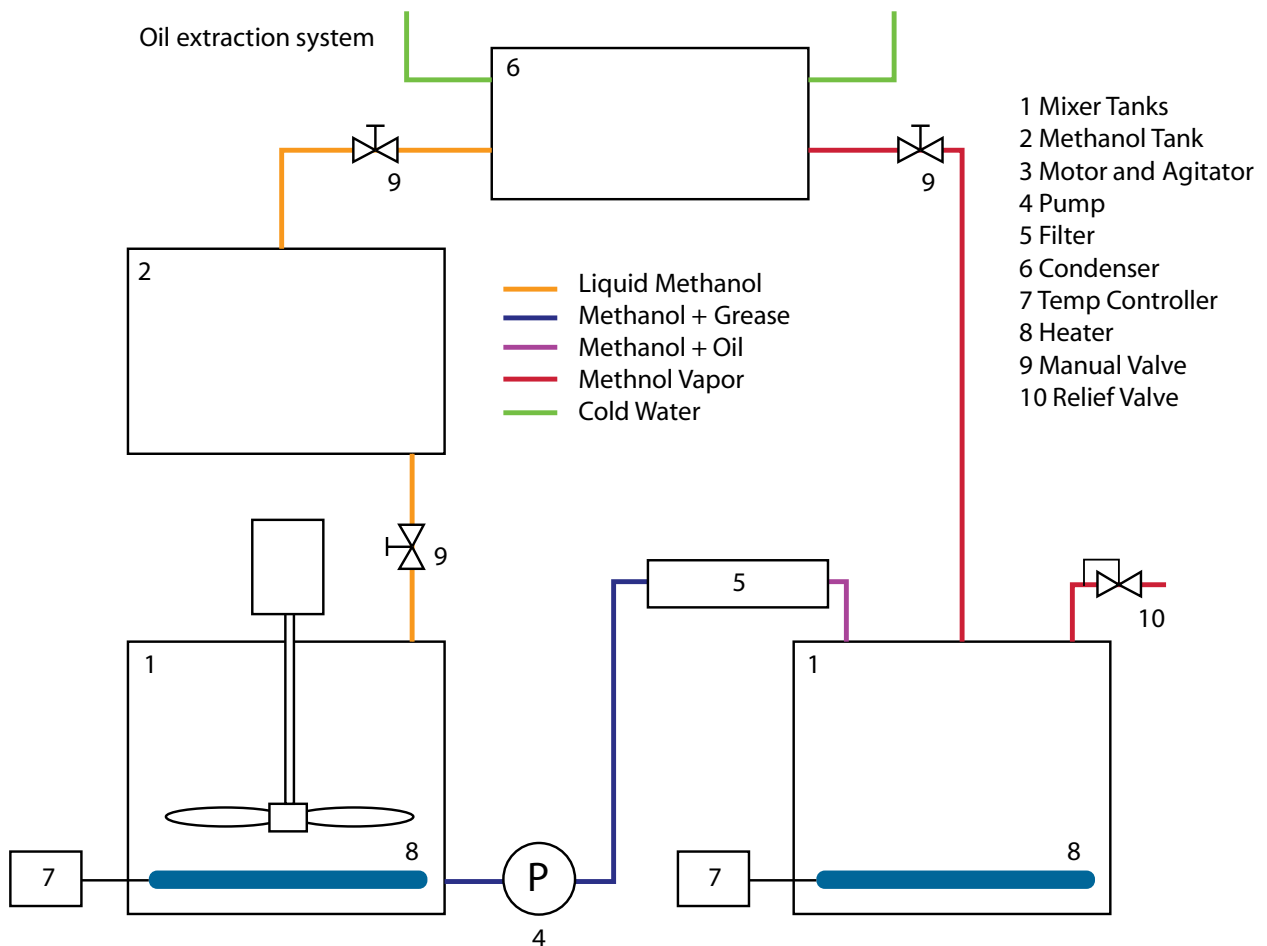 Oil extraction system
6
9
9
1 Mixer Tanks
2 Methanol Tank
3 Motor and Agitator
4 Pump
5 Filter
6 Condenser
7 Temp Controller
8 Heater
9 Manual Valve
10 Relief Valve
2
Liquid Methanol
Methanol + Grease
Methanol + Oil
Methnol Vapor
Cold Water
9
5
10
1
1
8
8
7
P
7
4